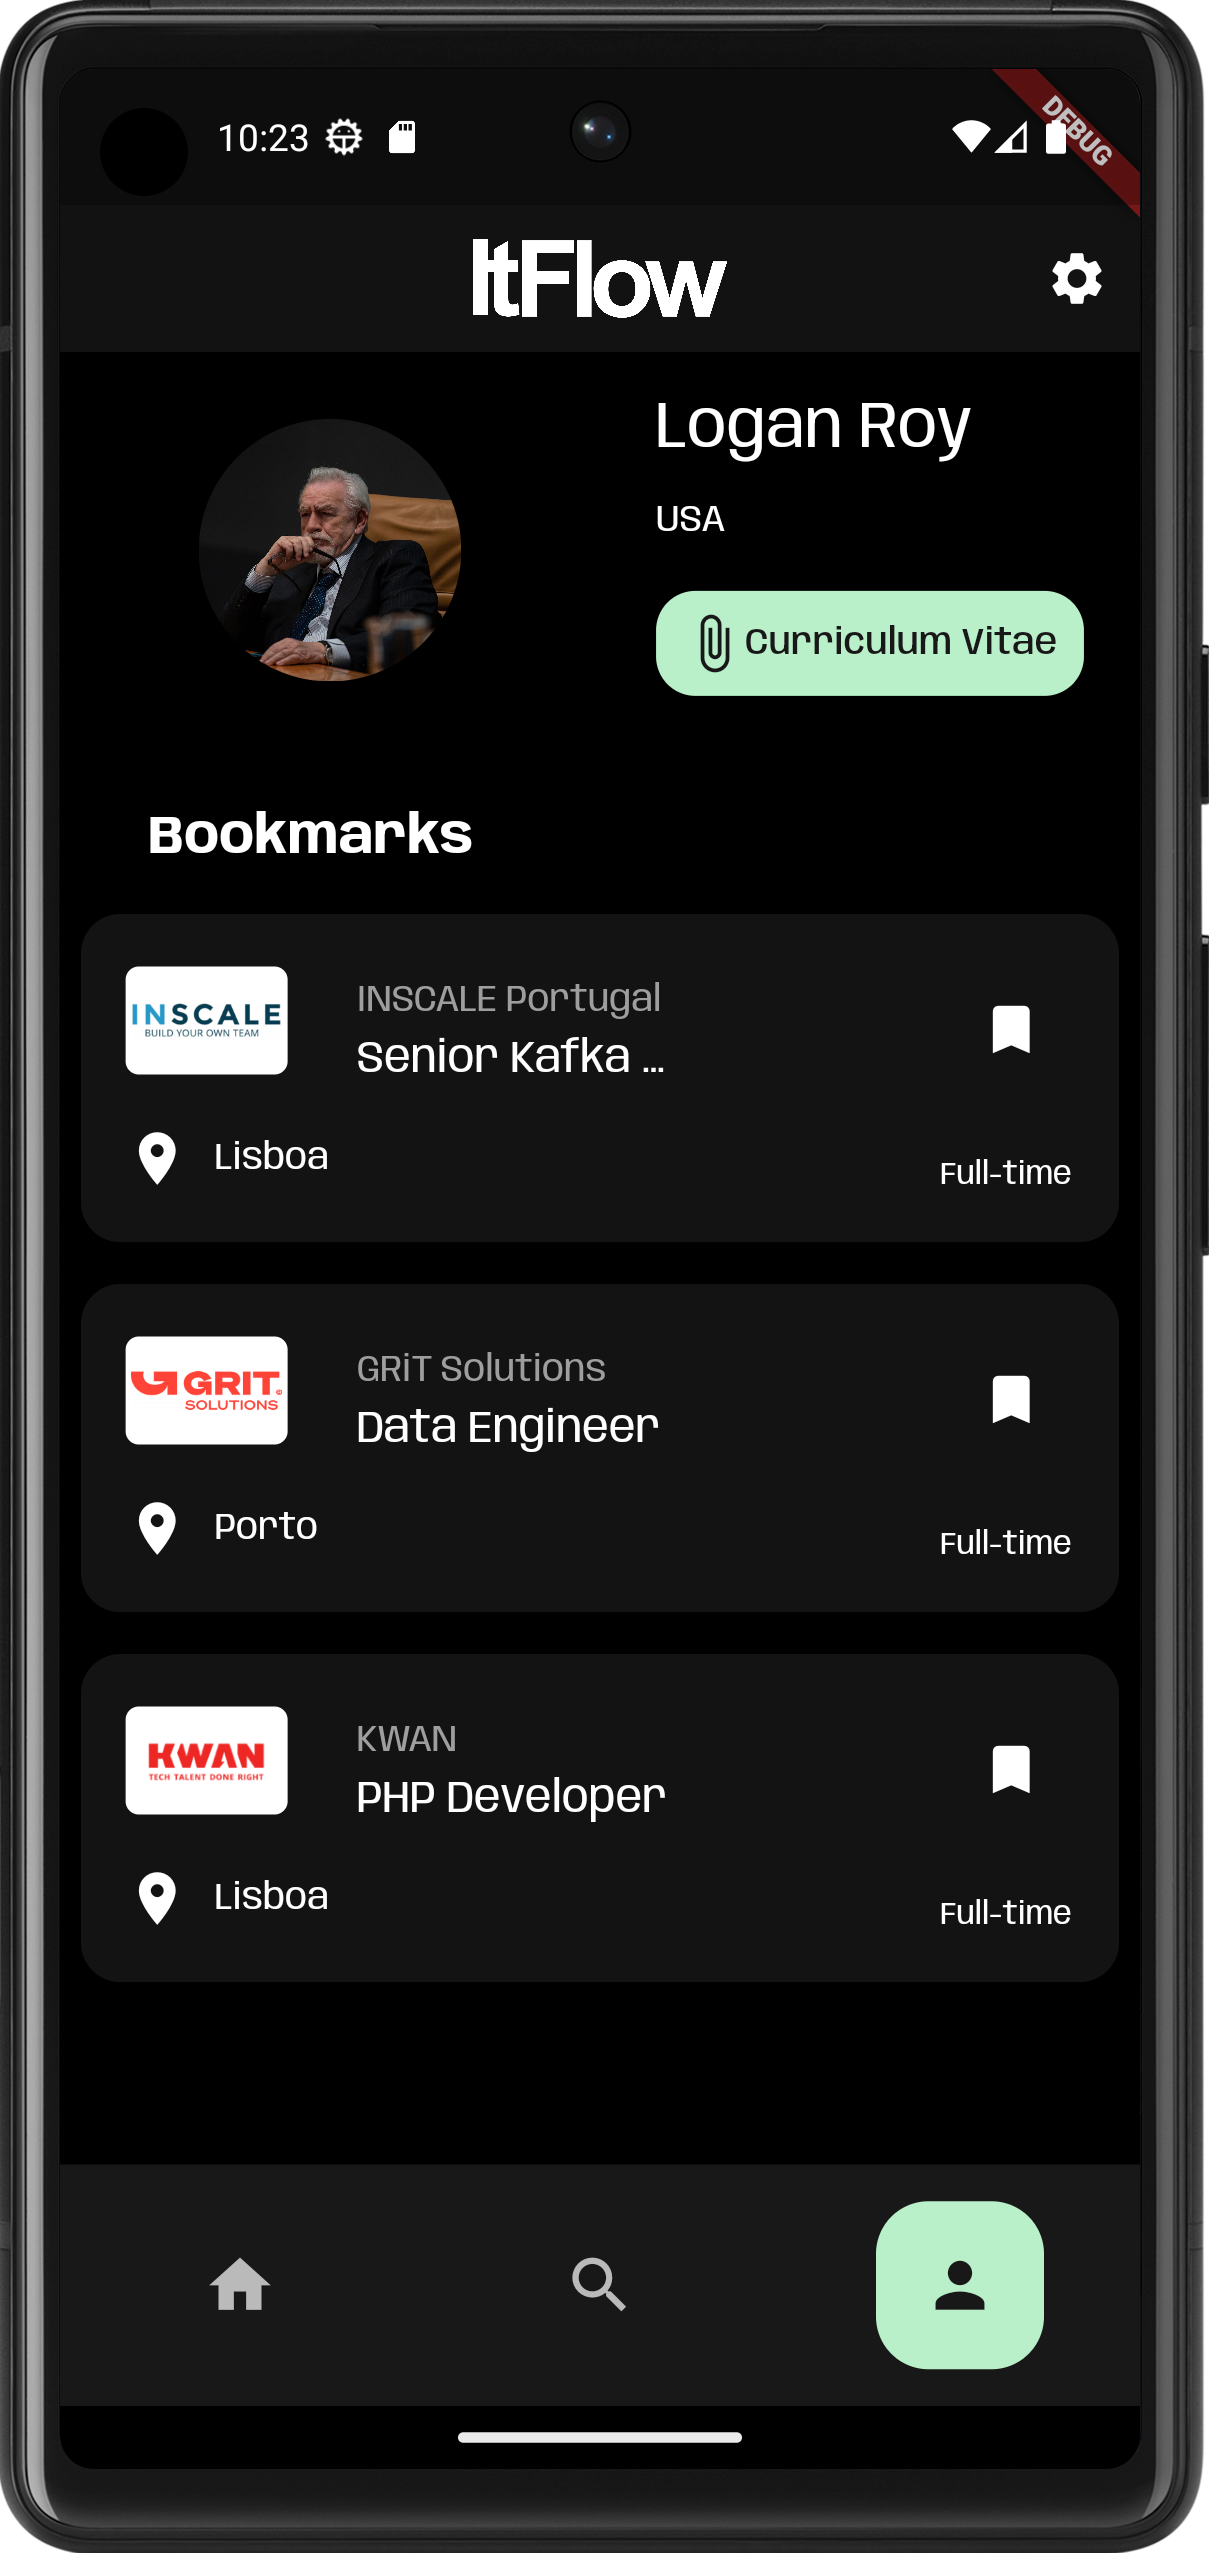 10:23
DEBUG
ItFlow
Logan Roy
USA
Curriculum Vitae
Bookmarks
INSCALE
BUILD YOUR OWN TEAM
INSCALE Portugal
Senior Kafka ...
Lisboa
Full-time
GRIT
SOLUTIONS
GRiT Solutions
Data Engineer
Porto
Full-time
KWAN
TECH TALENT DONE RIGHT
KWAN
PHP Developer
Lisboa
Full-time